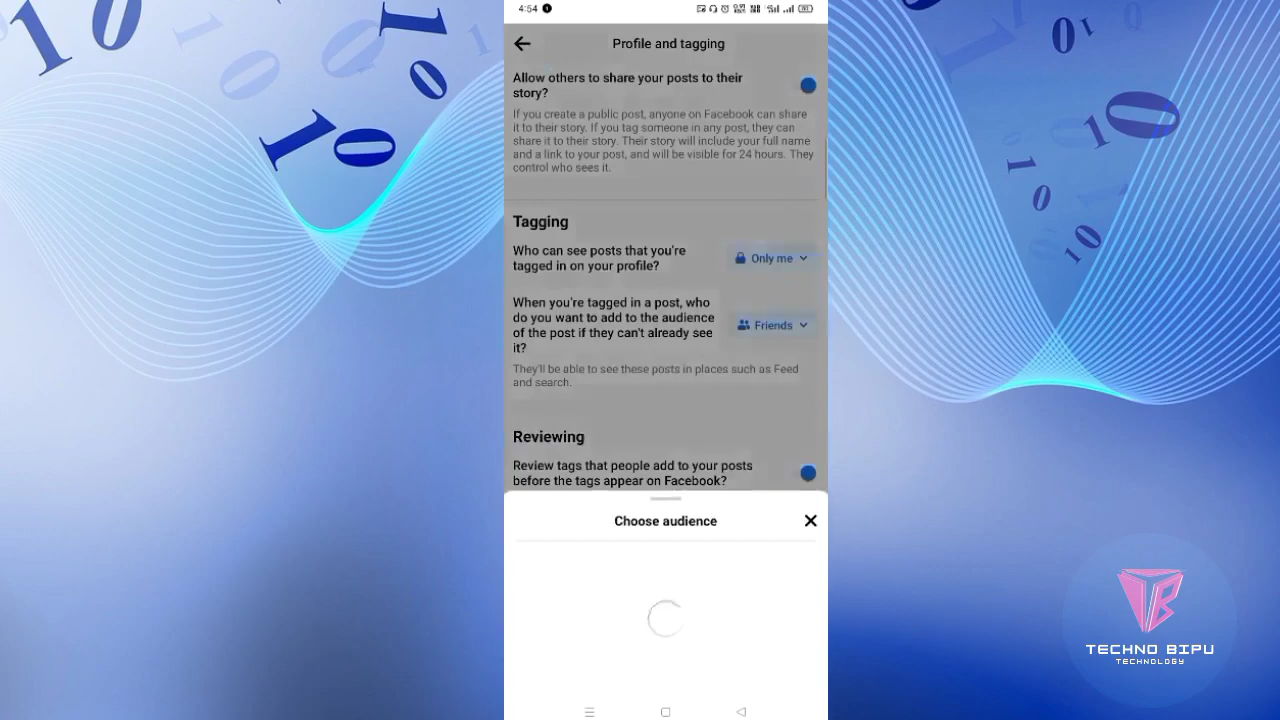 4:54
Profile and tagging
Allow others to share your posts to their
story?
If you create a public post, anyone on Facebook can share
it to their story. If you tag someone in any post, they can
share it to their story. Their story will include your full name
and a link to your post, and will be visible for 24 hours. They
control who sees it.
Tagging
Who can see posts that you're
tagged in on your profile?
Only me
When you're tagged in a post, who
do you want to add to the audience
of the post if they can't already see
it?
Friends
They'll be able to see these posts in places such as Feed
and search.
Reviewing
Review tags that people add to your posts
before the tags appear on Facebook?
Choose audience
TECHNO BIPU
TECHNOLOGY